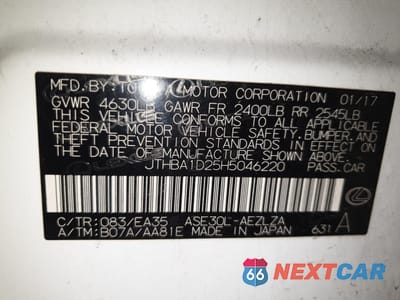 MFD. BY: TOYOTA MOTOR CORPORATION 01/17
GVWR 4630LB GAWR FR 2400LB RR 2545LB
THIS VEHICLE CONFORMS TO ALL APPLICABLE
FEDERAL MOTOR VEHICLE SAFETY, BUMPER, AND
THEFT PREVENTION STANDARDS IN EFFECT ON
THE DATE OF MANUFACTURE SHOWN ABOVE.
JTHBA1D25H5046220 PASS.CAR
C/TR: 083/EA35 ASE30L-AEZLZA
A/TM: B07A/AA81E MADE IN JAPAN 631 A
66 NEXTCAR